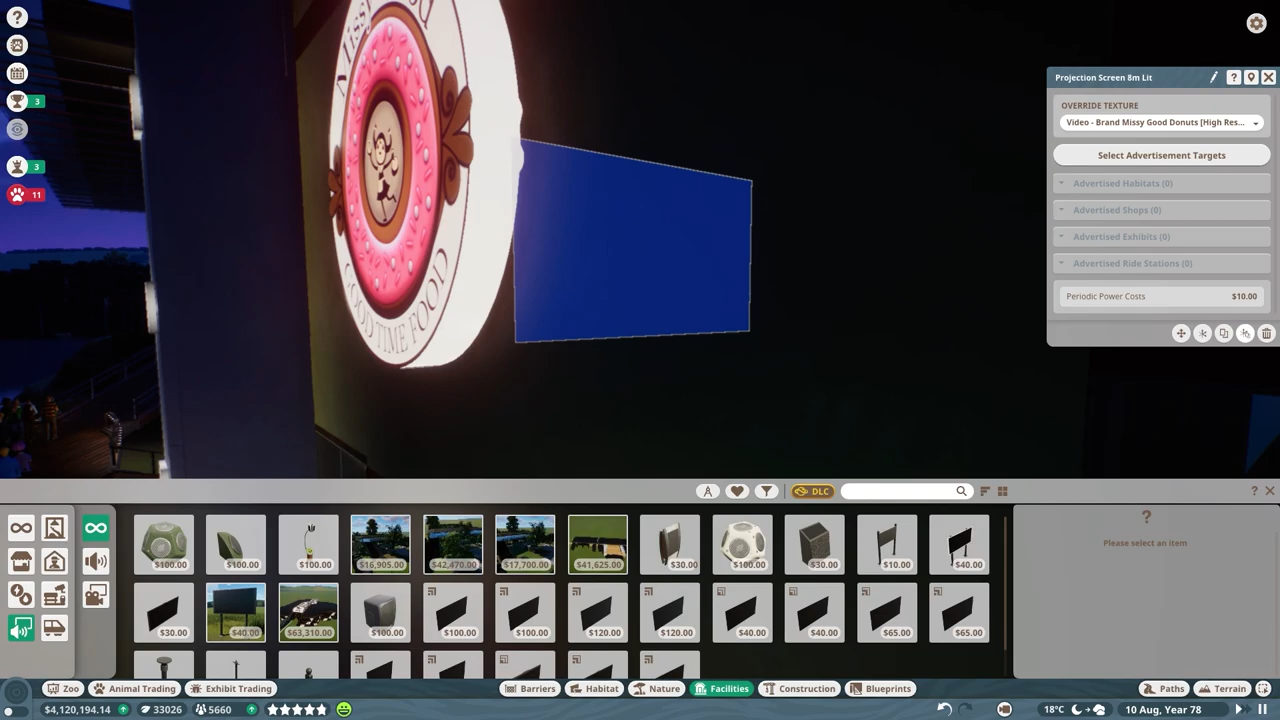 Missy Good
GOOD TIME FOOD
3
3
11
Projection Screen 8m Lit
?
OVERRIDE TEXTURE
Video - Brand Missy Good Donuts [High Res...
Select Advertisement Targets
Advertised Habitats (0)
Advertised Shops (0)
Advertised Exhibits (0)
Advertised Ride Stations (0)
Periodic Power Costs $10.00
DLC
?
$100.00 $100.00 $100.00 $16,905.00 $42,470.00 $17,700.00 $41,625.00 $30.00 $100.00 $30.00 $10.00 $40.00
$30.00 $40.00 $63,310.00 $100.00 $100.00 $100.00 $120.00 $120.00 $40.00 $40.00 $65.00 $65.00
?
Please select an item
Zoo Animal Trading Exhibit Trading Barriers Habitat Nature Facilities Construction Blueprints Paths Terrain
$4,120,194.14 33026 5660 18°C 10 Aug, Year 78